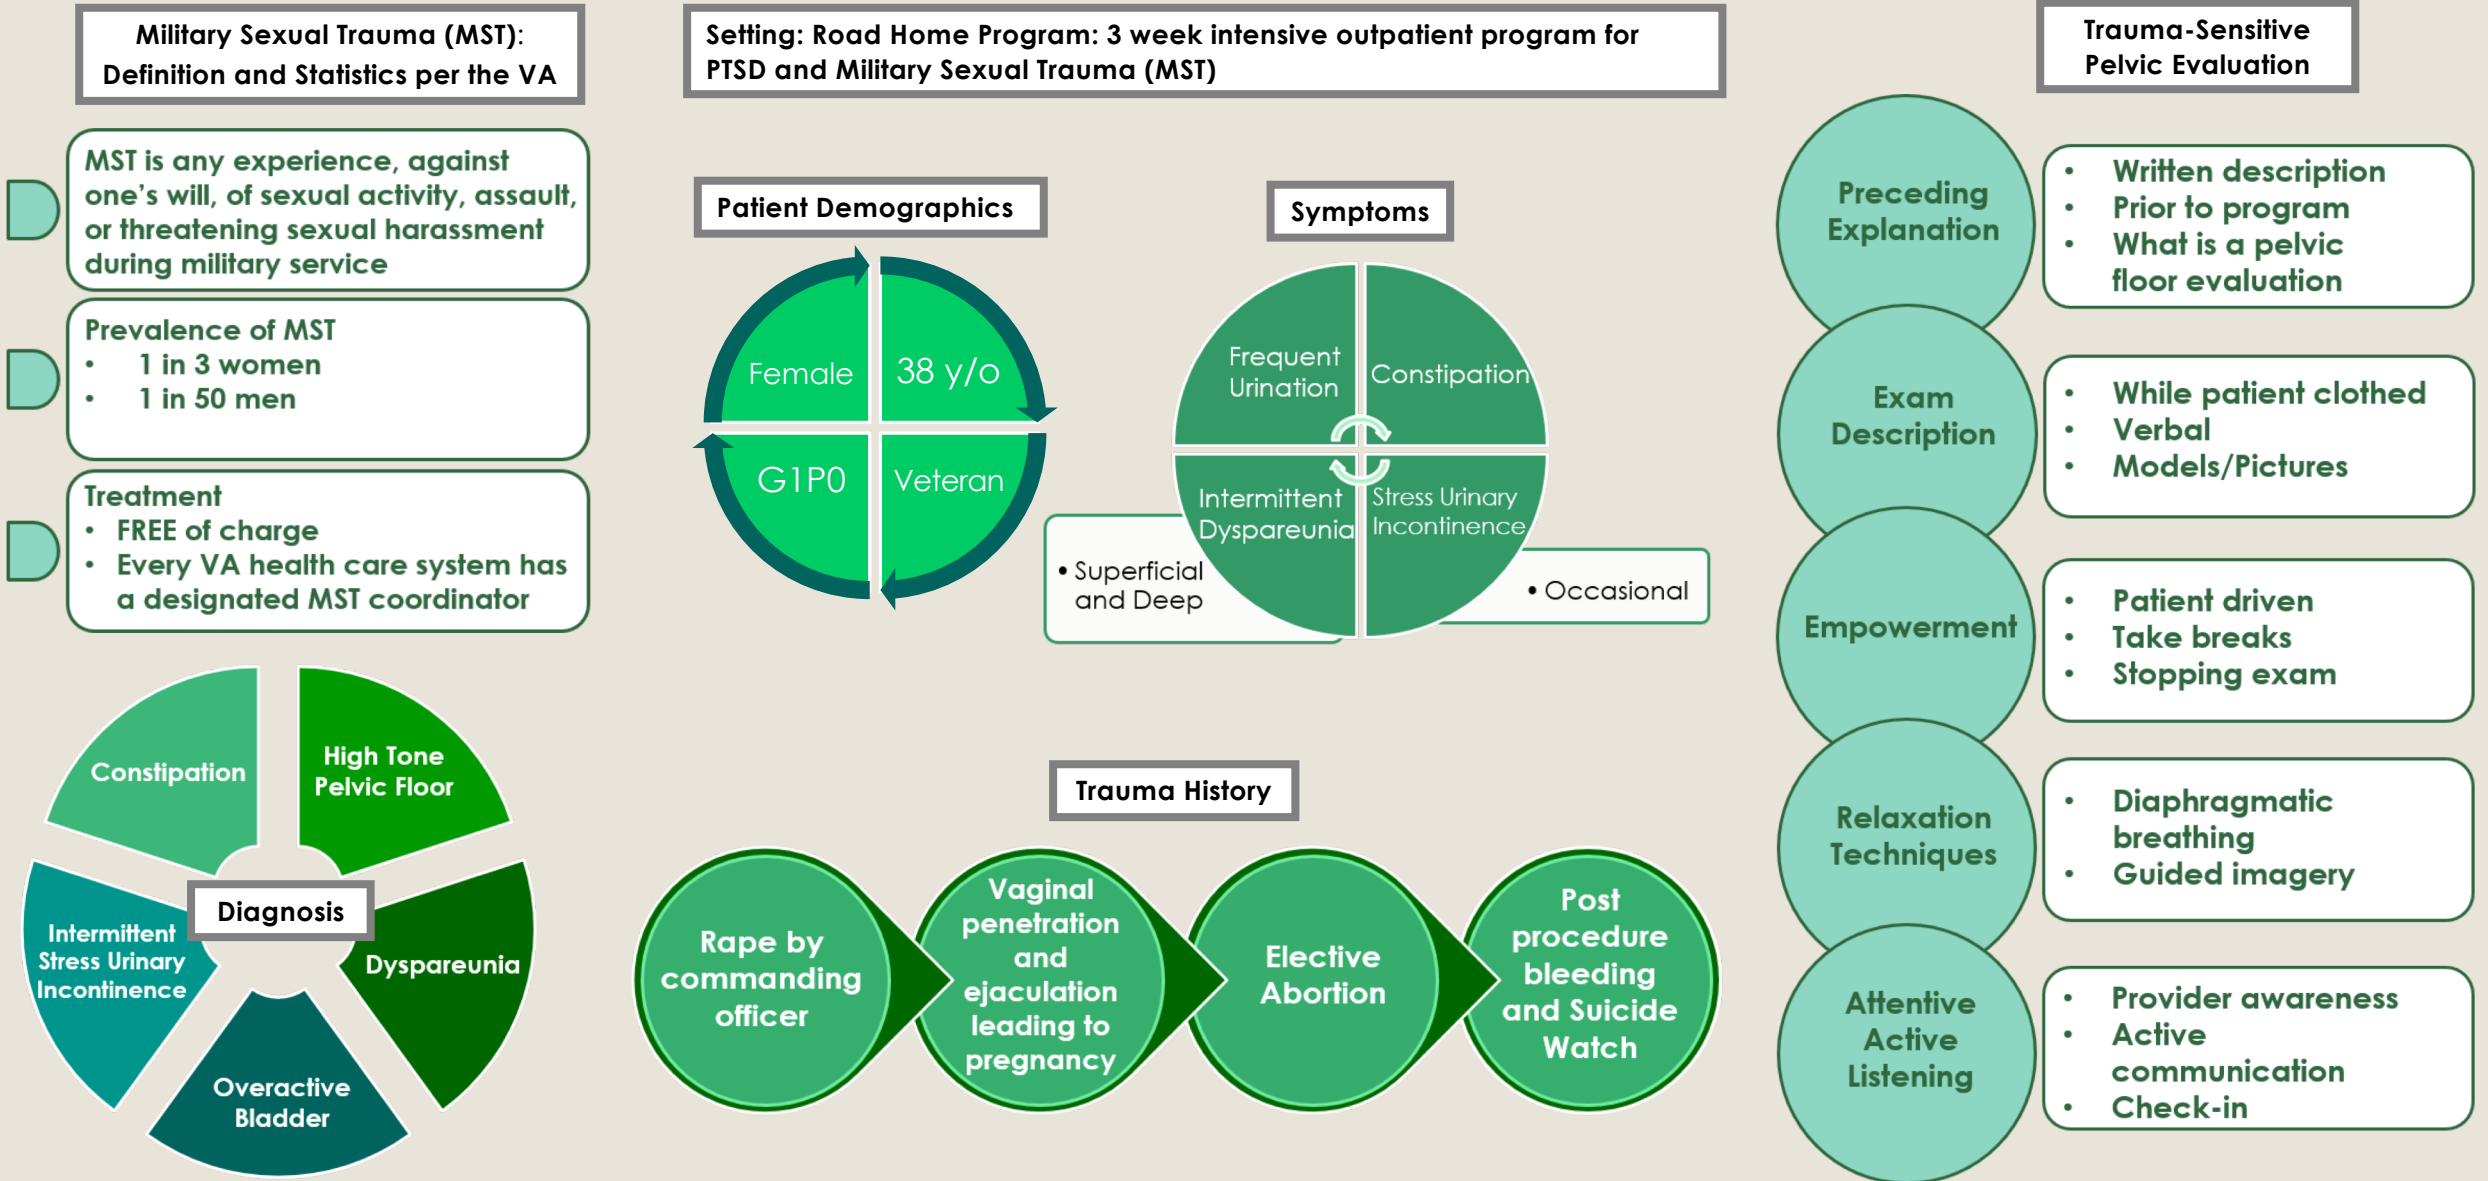 Military Sexual Trauma (MST):
Definition and Statistics per the VA
MST is any experience, against
one's will, of sexual activity, assault,
or threatening sexual harassment
during military service
Prevalence of MST
• 1 in 3 women
• 1 in 50 men
Treatment
• FREE of charge
• Every VA health care system has
a designated MST coordinator
Constipation
High Tone
Pelvic Floor
Diagnosis
Intermittent
Stress Urinary
Incontinence
Dyspareunia
Overactive
Bladder
Setting: Road Home Program: 3 week intensive outpatient program for
PTSD and Military Sexual Trauma (MST)
Patient Demographics
Female
38 y/o
G1P0
Veteran
Symptoms
Frequent
Urination
Constipation
Intermittent
Dyspareunia
Stress Urinary
Incontinence
• Superficial
and Deep
• Occasional
Trauma History
Rape by
commanding
officer
Vaginal
penetration
and
ejaculation
leading to
pregnancy
Elective
Abortion
Post
procedure
bleeding
and Suicide
Watch
Trauma-Sensitive
Pelvic Evaluation
Preceding
Explanation
• Written description
• Prior to program
• What is a pelvic
floor evaluation
Exam
Description
• While patient clothed
• Verbal
• Models/Pictures
Empowerment
• Patient driven
• Take breaks
• Stopping exam
Relaxation
Techniques
• Diaphragmatic
breathing
• Guided imagery
Attentive
Active
Listening
• Provider awareness
• Active
communication
• Check-in